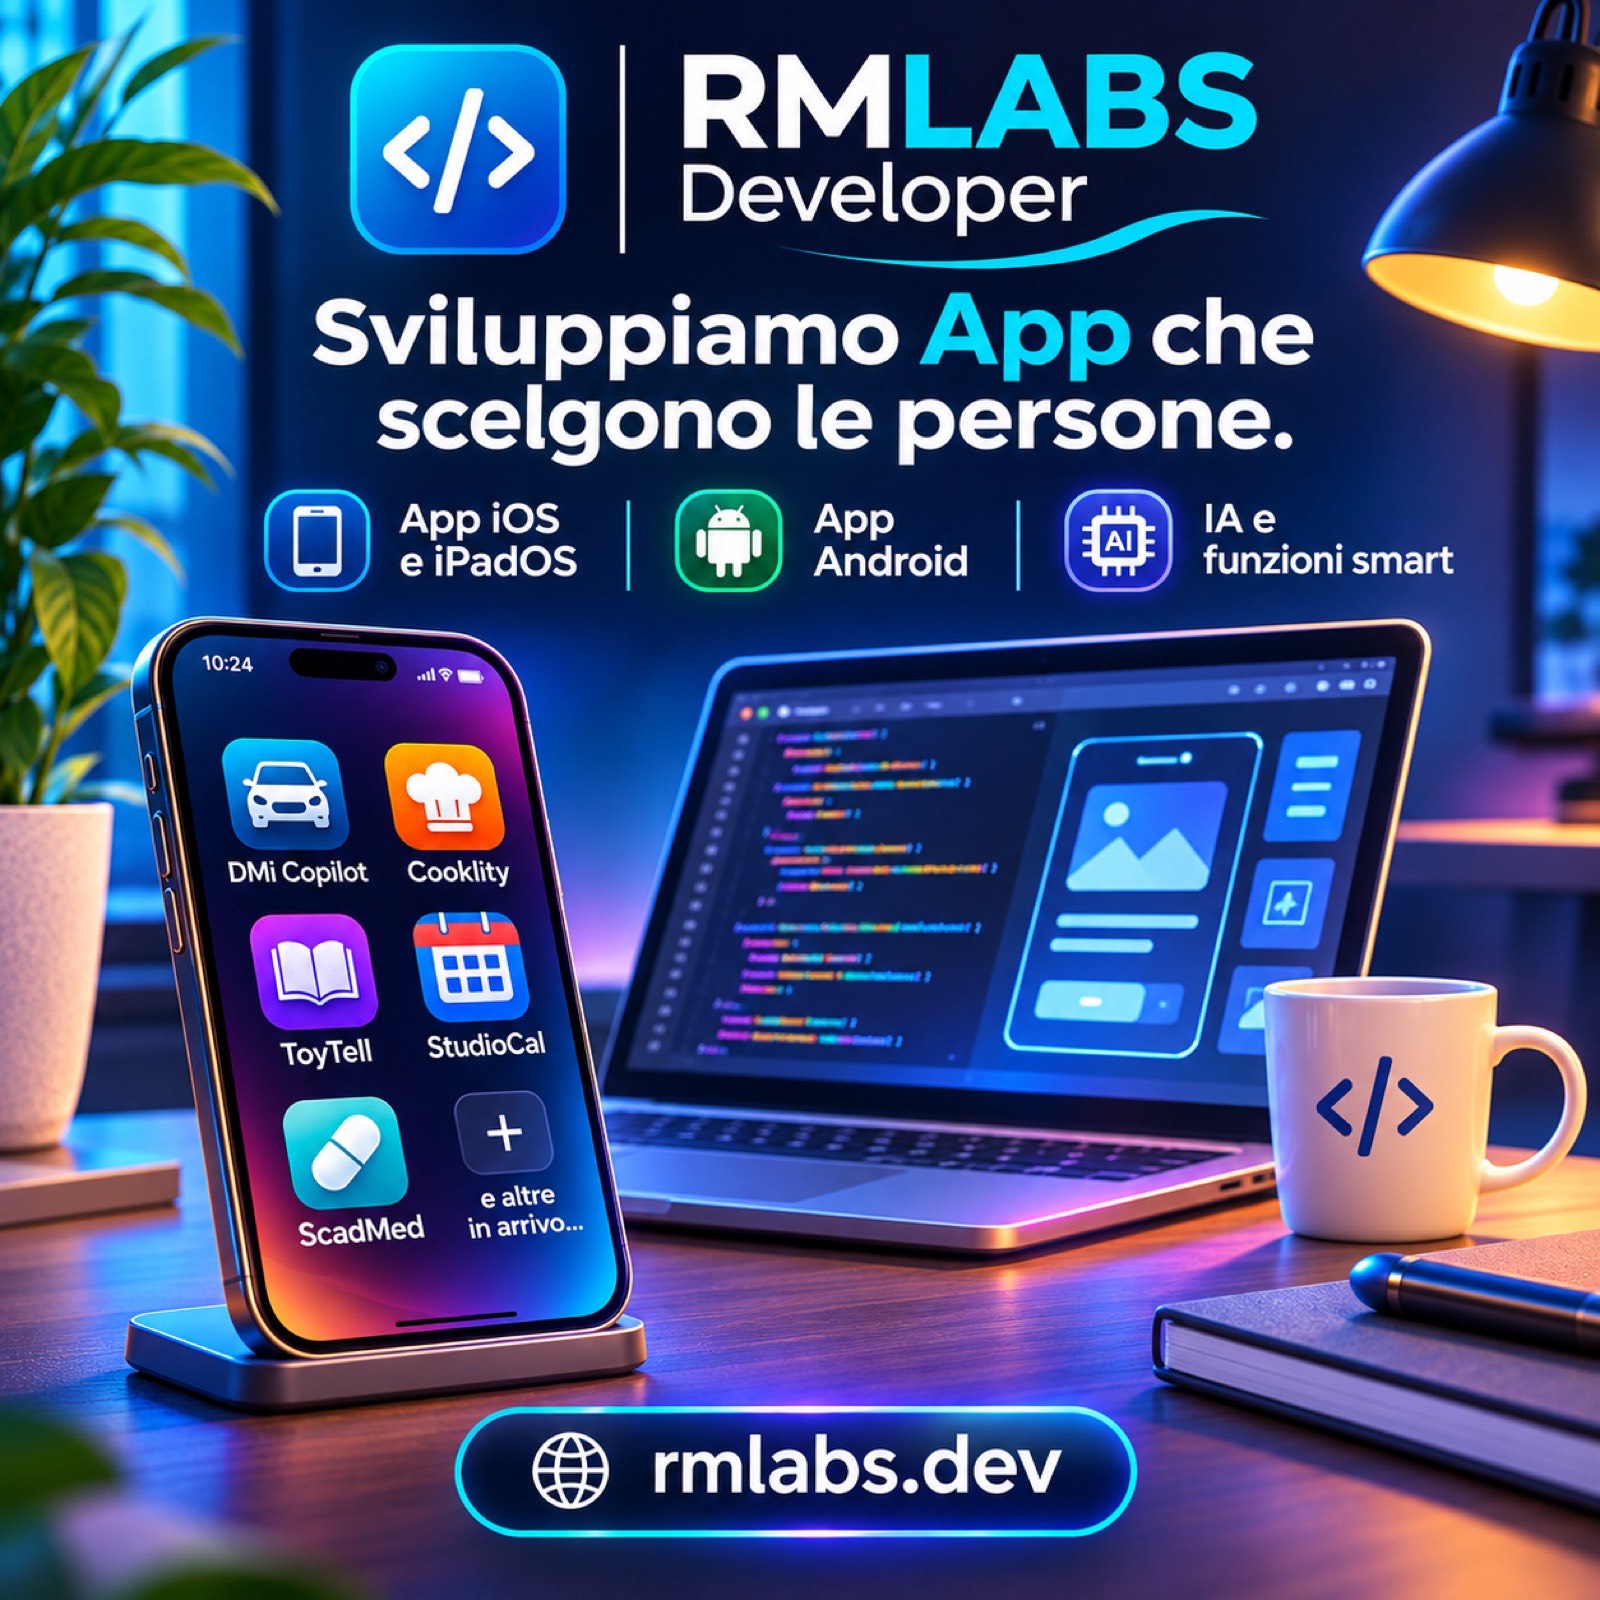 </>
RMLABS
Developer
Sviluppiamo App che
scelgono le persone.
App iOS
e iPadOS
App
Android
AI
IA e
funzioni smart
10:24
DMi Copilot
Cooklity
ToyTell
StudioCal
ScadMed
+
e altre
in arrivo...
</>
rmlabs.dev